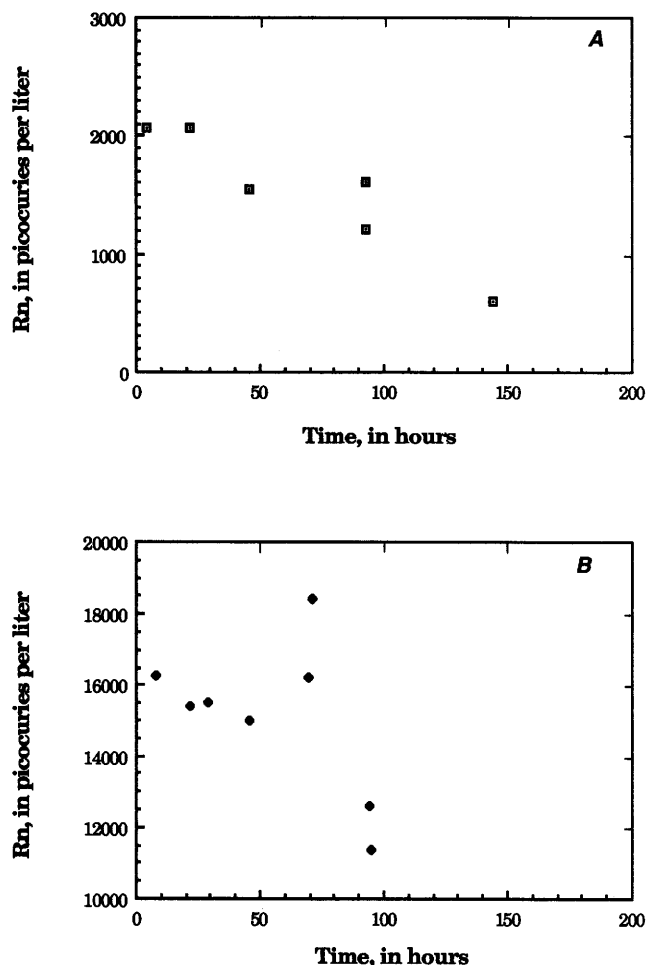 A
3000
2000
1000
0
Rn, in picocuries per liter
0 50 100 150 200
Time, in hours
B
20000
18000
16000
14000
12000
10000
Rn, in picocuries per liter
0 50 100 150 200
Time, in hours